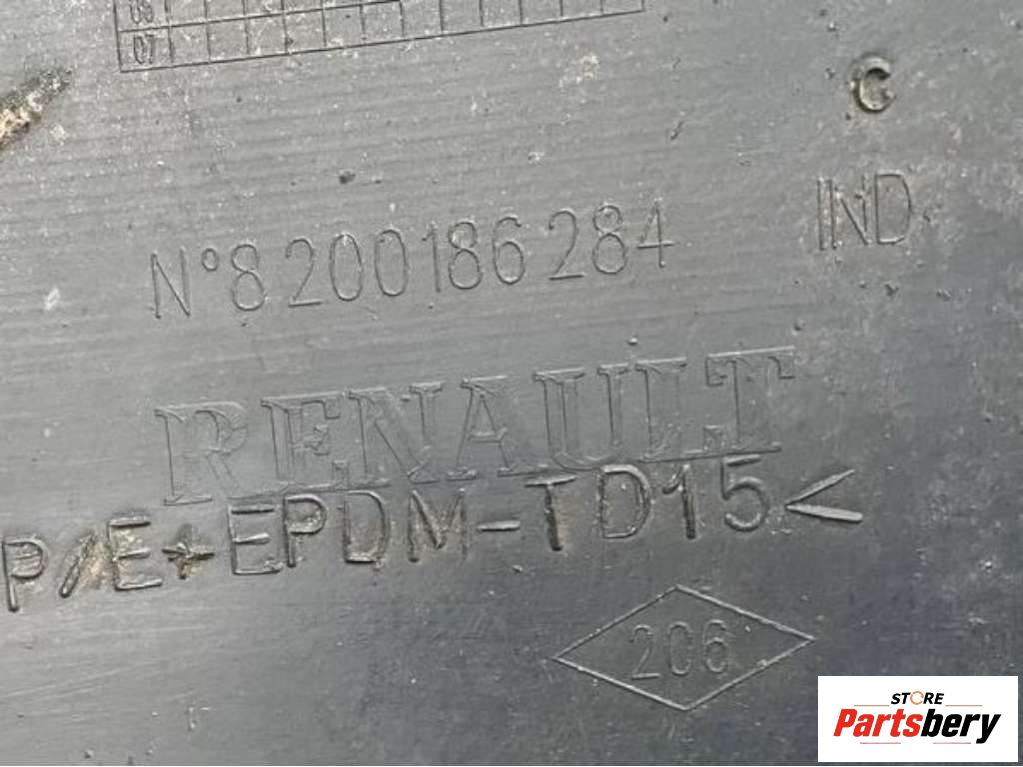 07
C
IND.
N°8200186284
RENAULT
P/E+EPDM-TD15<
206
STORE
Partsbery